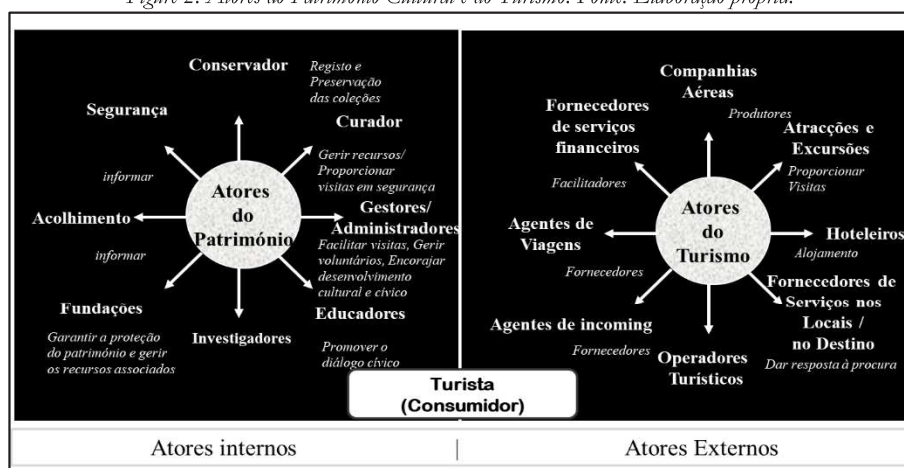 Figure 2: Atores do Património Cultural e do Turismo. Fonte: Elaboração própria.
Conservador
Registo e
Preservação
das coleções
Segurança
Curador
informar
Gerir recursos/
Proporcionar
visitas em segurança
Atores
do
Património
Acolhimento
Gestores/
Administradores
Facilitar visitas, Gerir
voluntários, Encorajar
desenvolvimento
cultural e cívico
informar
Fundações
Garantir a proteção
do património e gerir
os recursos associados
Investigadores
Educadores
Promover o
diálogo cívico
Companhias
Aéreas
Produtores
Fornecedores
de serviços
financeiros
Facilitadores
Atracções e
Excursões
Proporcionar
Visitas
Atores
do
Turismo
Agentes de
Viagens
Fornecedores
Hoteleiros
Alojamento
Agentes de incoming
Fornecedores
Operadores
Turísticos
Fornecedores de
Serviços nos
Locais /
no Destino
Dar resposta à procura
Turista
(Consumidor)
Atores internos | Atores Externos